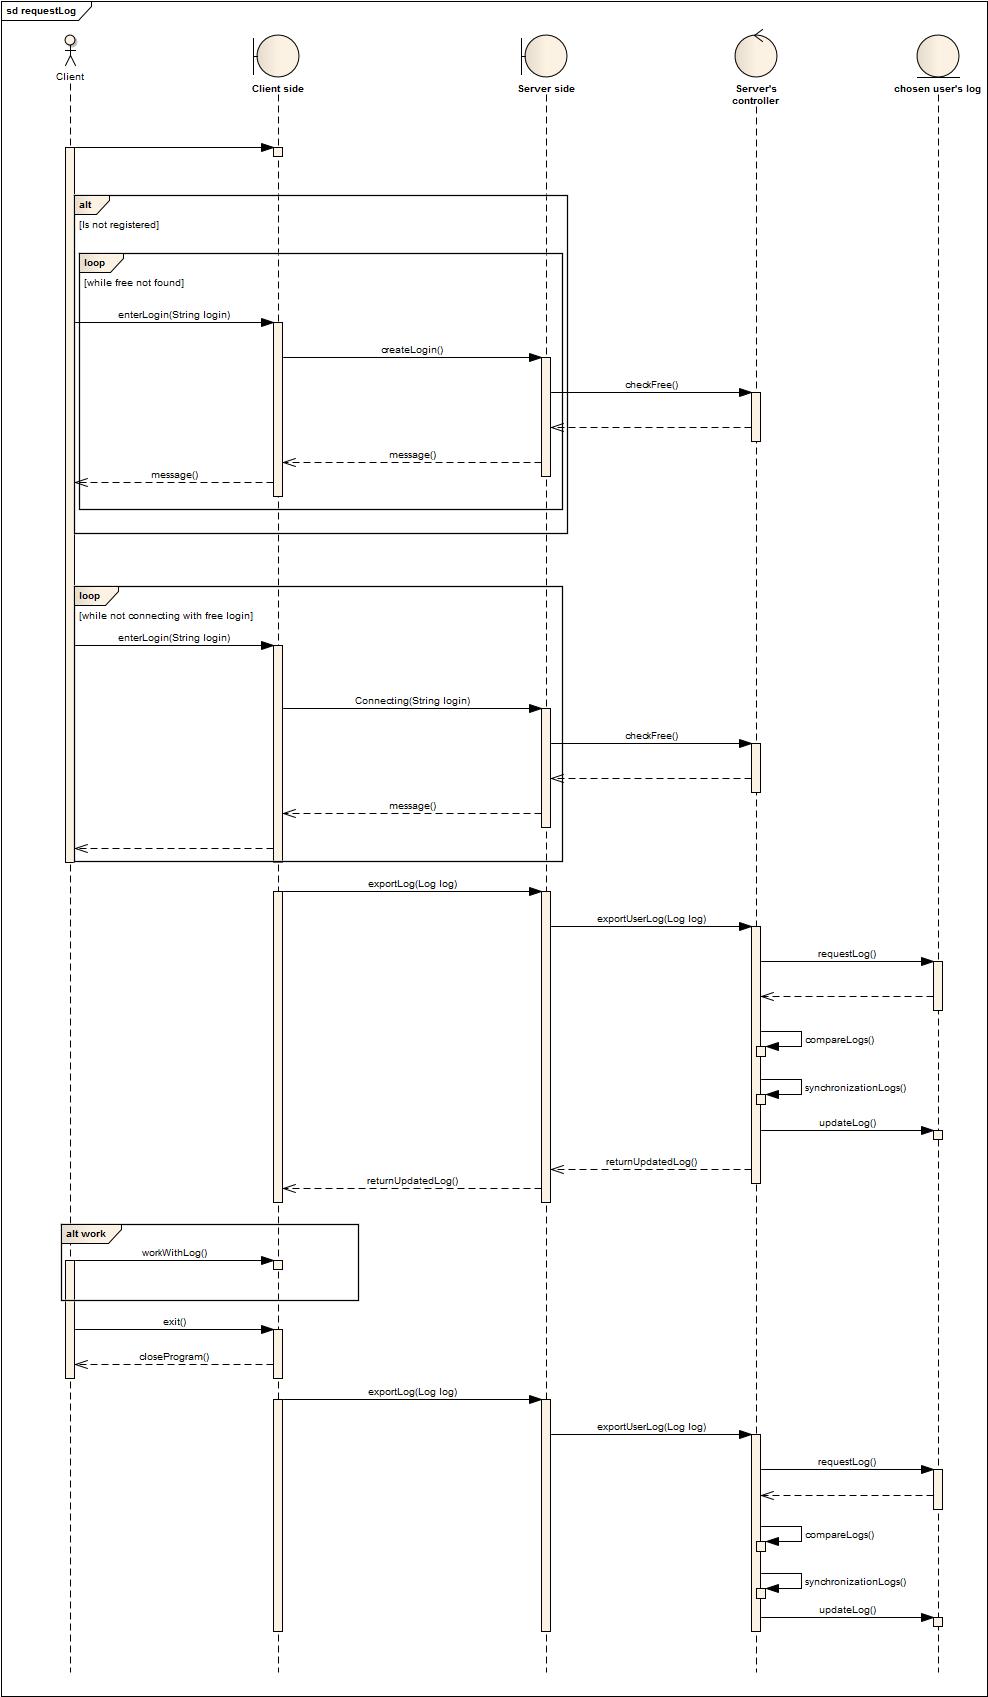 sd requestLog
Client
Client side
Server side
Server's
controller
chosen user's log
alt
[Is not registered]
loop
[while free not found]
enterLogin(String login)
createLogin()
checkFree()
message()
message()
loop
[while not connecting with free login]
enterLogin(String login)
Connecting(String login)
checkFree()
message()
exportLog(Log log)
exportUserLog(Log log)
requestLog()
compareLogs()
synchronizationLogs()
updateLog()
returnUpdatedLog()
returnUpdatedLog()
alt work
workWithLog()
exit()
closeProgram()
exportLog(Log log)
exportUserLog(Log log)
requestLog()
compareLogs()
synchronizationLogs()
updateLog()